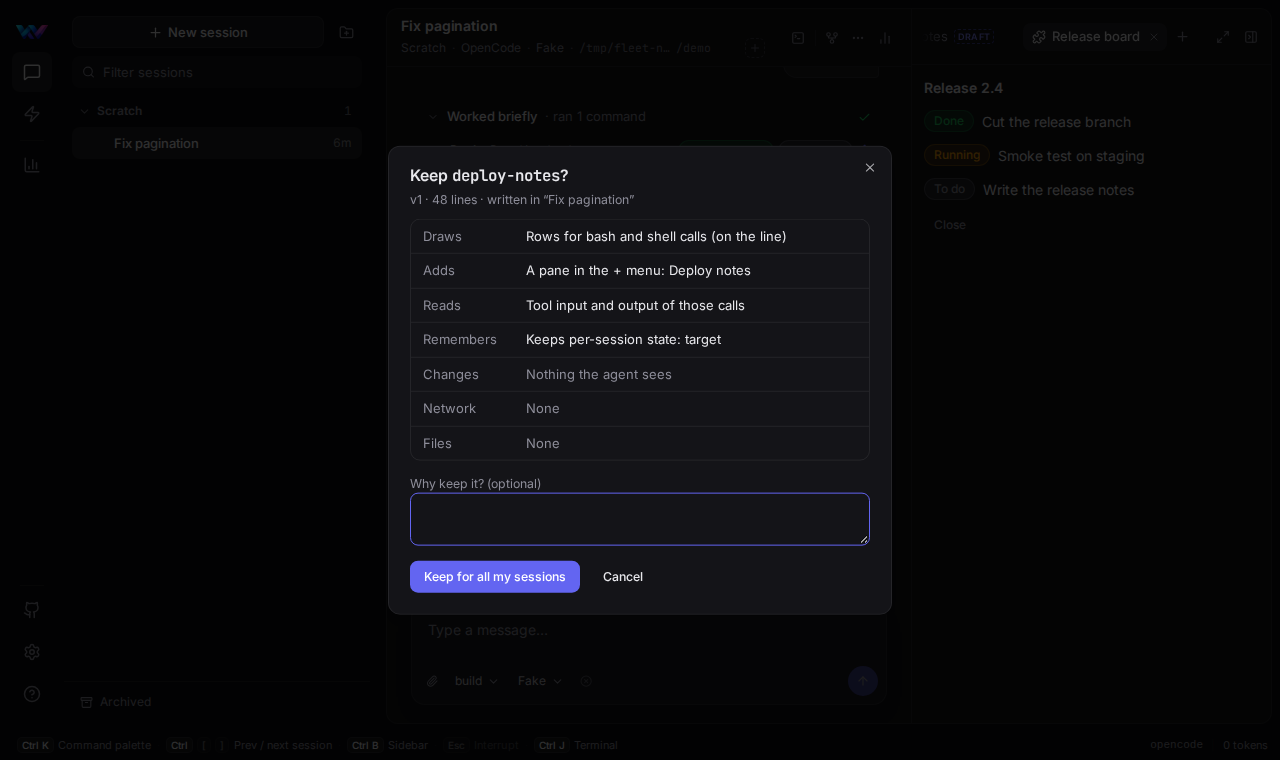 New session
Filter sessions
Scratch 1
Fix pagination 6m
Archived
Fix pagination
Scratch · OpenCode · Fake · /tmp/fleet-n… /demo
Worked briefly · ran 1 command
DRAFT
Release board
Release 2.4
Done Cut the release branch
Running Smoke test on staging
To do Write the release notes
Close
Keep deploy-notes?
v1 · 48 lines · written in “Fix pagination”
Draws Rows for bash and shell calls (on the line)
Adds A pane in the + menu: Deploy notes
Reads Tool input and output of those calls
Remembers Keeps per-session state: target
Changes Nothing the agent sees
Network None
Files None
Why keep it? (optional)
Keep for all my sessions Cancel
Type a message…
build Fake
Ctrl K Command palette Ctrl [ ] Prev / next session Ctrl B Sidebar Esc Interrupt Ctrl J Terminal opencode 0 tokens